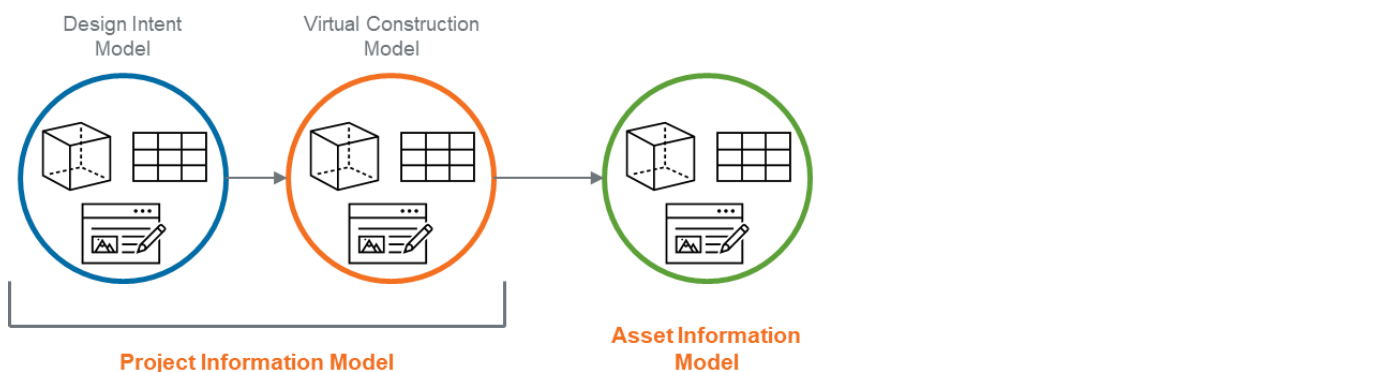 Design Intent
Model
Virtual Construction
Model
Project Information Model
Asset Information
Model